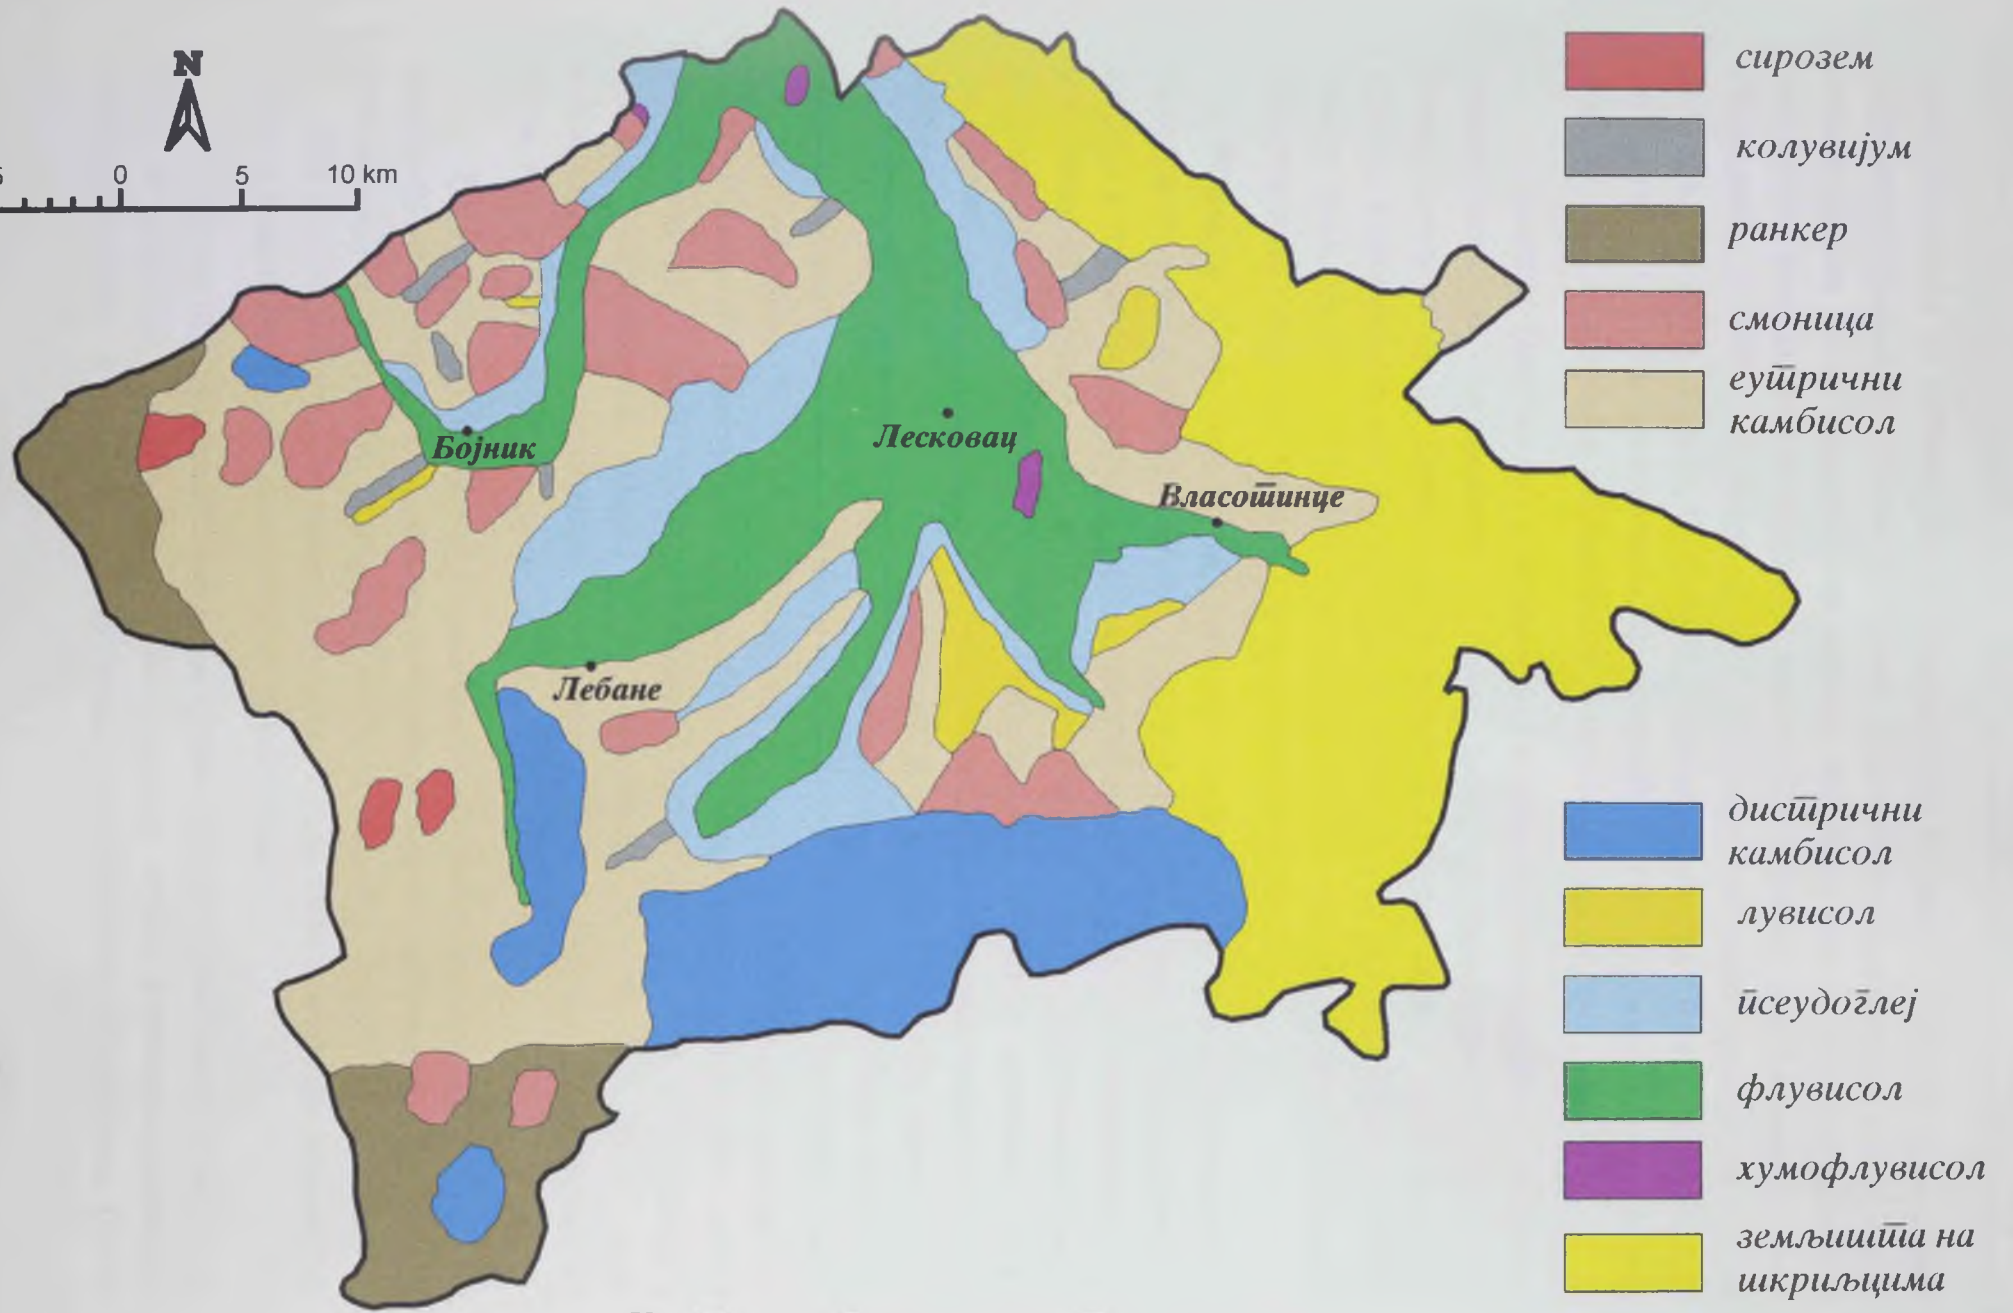 N
0 5 10 km
Бојник
Лесковац
Власотинце
Лебане
сирозем
колувијум
ранкер
смоница
еутрични
камбисол
дистрични
камбисол
лувисол
псеудоглеј
флувисол
хумофлувисол
земљишта на
шкриљцима